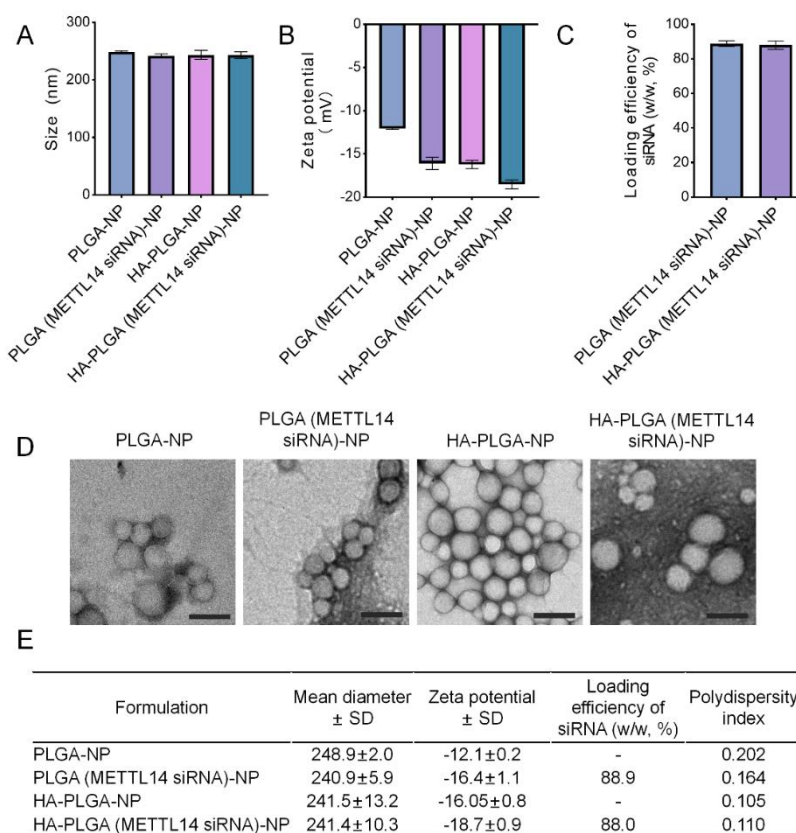 A
Size (nm)
300
200
100
0
PLGA-NP
PLGA (METTL14 siRNA)-NP
HA-PLGA-NP
HA-PLGA (METTL14 siRNA)-NP
B
Zeta potential
(mV)
0
-5
-10
-15
-20
PLGA-NP
PLGA (METTL14 siRNA)-NP
HA-PLGA-NP
HA-PLGA (METTL14 siRNA)-NP
C
Loading efficiency of
siRNA (w/w, %)
100
80
60
40
20
0
PLGA (METTL14 siRNA)-NP
HA-PLGA (METTL14 siRNA)-NP
D
PLGA-NP
PLGA (METTL14
siRNA)-NP
HA-PLGA-NP
HA-PLGA (METTL14
siRNA)-NP
E
Formulation
Mean diameter
± SD
Zeta potential
± SD
Loading
efficiency of
siRNA (w/w, %)
Polydispersity
index
PLGA-NP 248.9±2.0 -12.1±0.2 - 0.202
PLGA (METTL14 siRNA)-NP 240.9±5.9 -16.4±1.1 88.9 0.164
HA-PLGA-NP 241.5±13.2 -16.05±0.8 - 0.105
HA-PLGA (METTL14 siRNA)-NP 241.4±10.3 -18.7±0.9 88.0 0.110